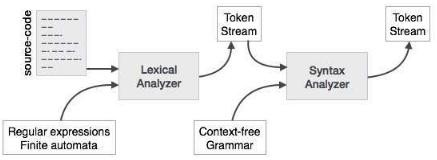 source-code
Lexical
Analyzer
Token
Stream
Syntax
Analyzer
Token
Stream
Regular expressions
Finite automata
Context-free
Grammar